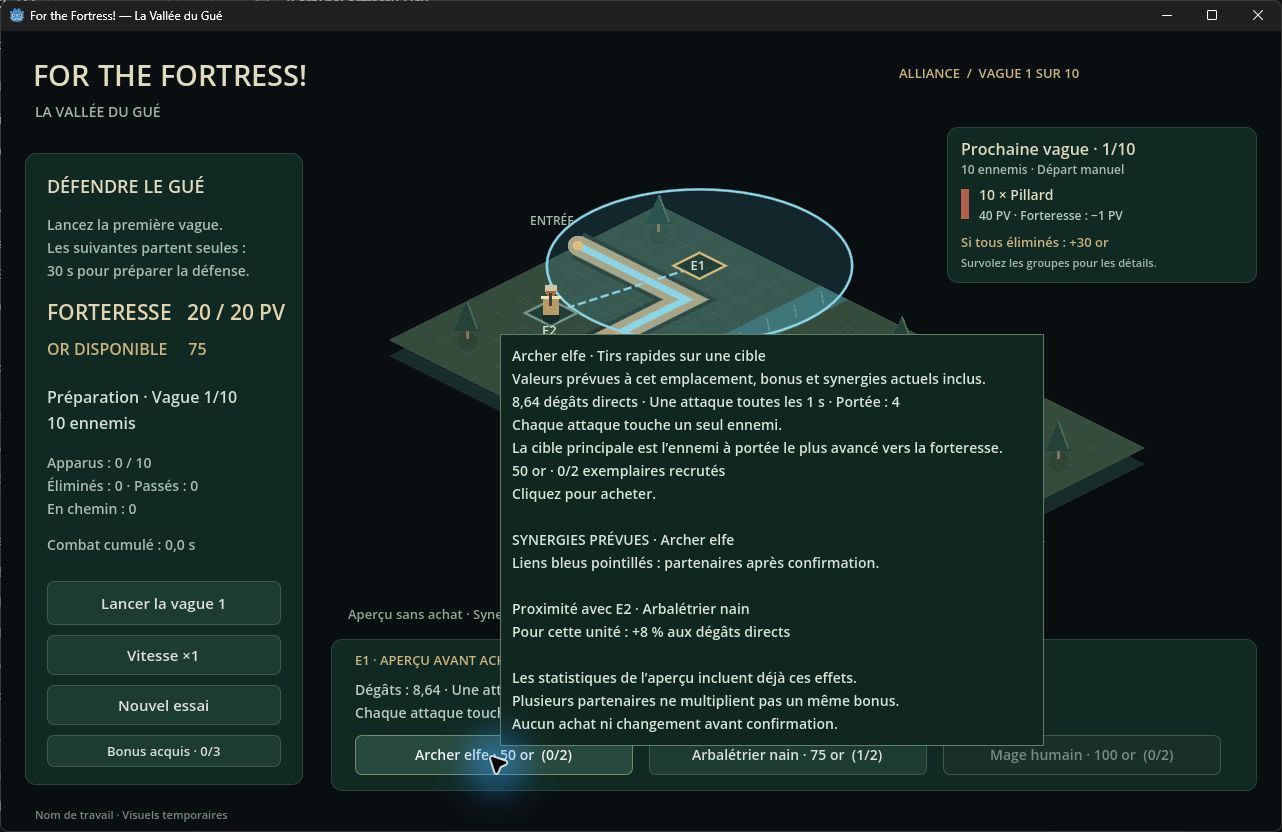 For the Fortress! — La Vallée du Gué
FOR THE FORTRESS!
LA VALLÉE DU GUÉ
ALLIANCE / VAGUE 1 SUR 10
DÉFENDRE LE GUÉ
Lancez la première vague.
Les suivantes partent seules :
30 s pour préparer la défense.
FORTERESSE 20 / 20 PV
OR DISPONIBLE 75
Préparation · Vague 1/10
10 ennemis
Apparus : 0 / 10
Éliminés : 0 · Passés : 0
En chemin : 0
Combat cumulé : 0,0 s
Lancer la vague 1
Vitesse ×1
Nouvel essai
Bonus acquis · 0/3
Nom de travail · Visuels temporaires
ENTRÉE
E1
E2
Prochaine vague · 1/10
10 ennemis · Départ manuel
10 × Pillard
40 PV · Forteresse : −1 PV
Si tous éliminés : +30 or
Survolez les groupes pour les détails.
Archer elfe · Tirs rapides sur une cible
Valeurs prévues à cet emplacement, bonus et synergies actuels inclus.
8,64 dégâts directs · Une attaque toutes les 1 s · Portée : 4
Chaque attaque touche un seul ennemi.
La cible principale est l’ennemi à portée le plus avancé vers la forteresse.
50 or · 0/2 exemplaires recrutés
Cliquez pour acheter.
SYNERGIES PRÉVUES · Archer elfe
Liens bleus pointillés : partenaires après confirmation.
Proximité avec E2 · Arbalétrier nain
Pour cette unité : +8 % aux dégâts directs
Les statistiques de l’aperçu incluent déjà ces effets.
Plusieurs partenaires ne multiplient pas un même bonus.
Aucun achat ni changement avant confirmation.
Aperçu sans achat · Syne
E1 · APERÇU AVANT ACH
Dégâts : 8,64 · Une att
Chaque attaque touch
Archer elfe · 50 or (0/2)
Arbalétrier nain · 75 or (1/2)
Mage humain · 100 or (0/2)